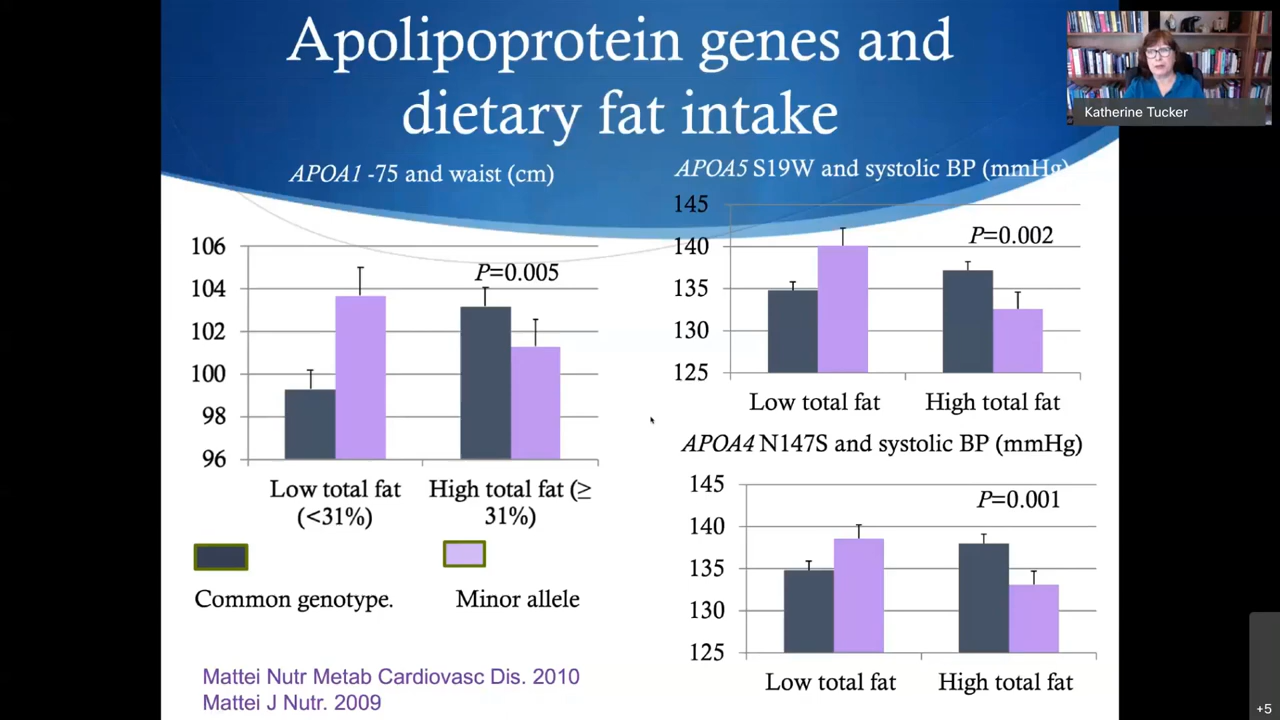 Apolipoprotein genes and
dietary fat intake
Katherine Tucker
APOA1 -75 and waist (cm)
106
104
102
100
98
96
P=0.005
Low total fat
(<31%)
High total fat (≥
31%)
Common genotype.
Minor allele
APOA5 S19W and systolic BP (mmHg)
145
140
135
130
125
P=0.002
Low total fat
High total fat
APOA4 N147S and systolic BP (mmHg)
145
140
135
130
125
P=0.001
Low total fat
High total fat
Mattei Nutr Metab Cardiovasc Dis. 2010
Mattei J Nutr. 2009
+5